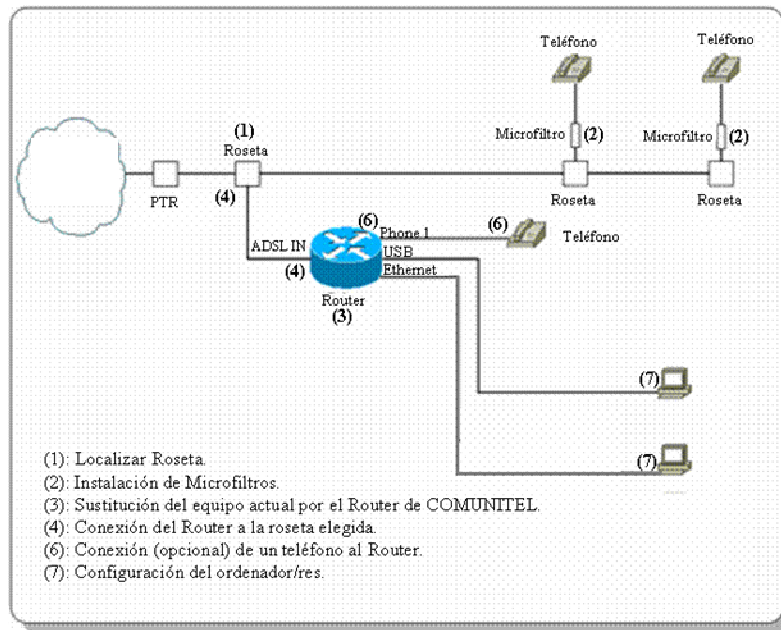 Teléfono
Teléfono
(1)
Roseta
Microfiltro
(2)
Microfiltro
(2)
PTR
(4)
Roseta
Roseta
(6)
Phone 1
(6)
Teléfono
ADSL IN
USB
(4)
Ethernet
Router
(3)
(7)
(7)
(1): Localizar Roseta.
(2): Instalación de Microfiltros.
(3): Sustitución del equipo actual por el Router de COMUNITEL.
(4): Conexión del Router a la roseta elegida.
(6): Conexión (opcional) de un teléfono al Router.
(7): Configuración del ordenador/res.